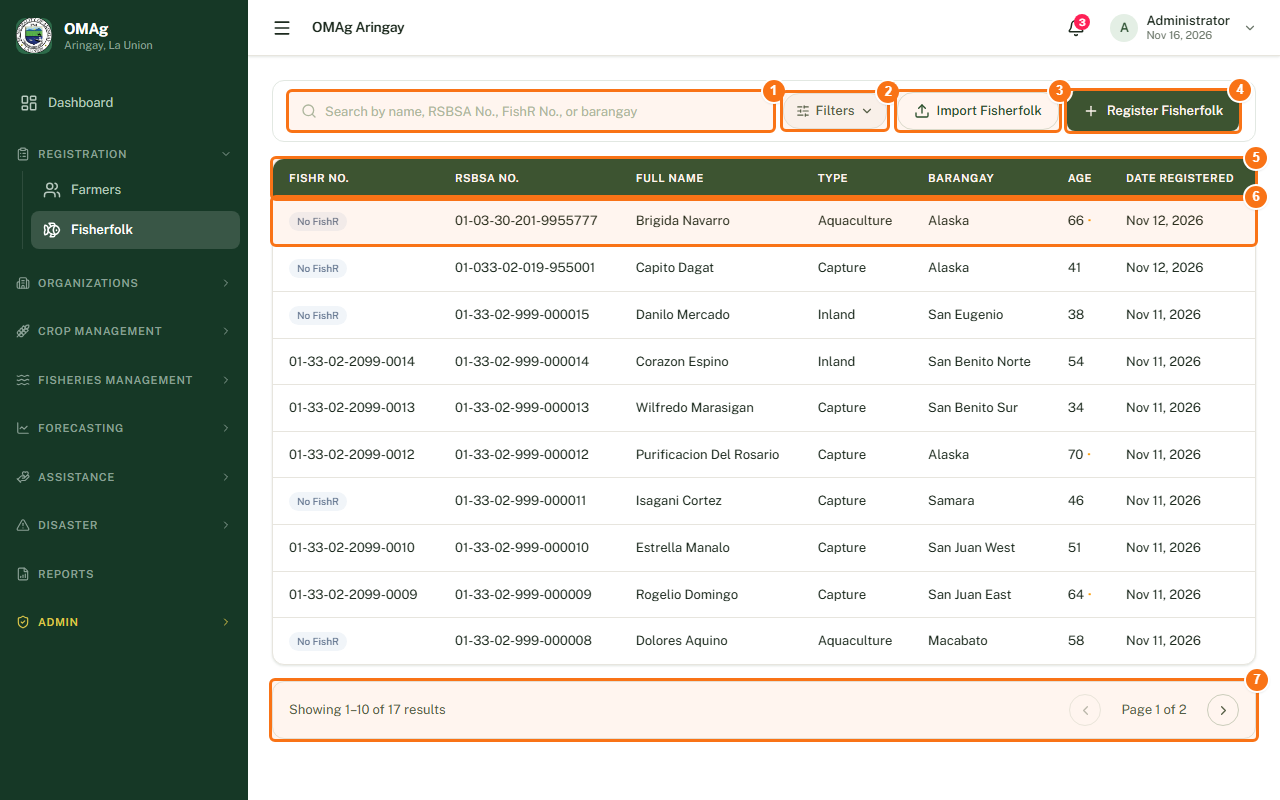 OMAg
Aringay, La Union
OMAg Aringay
3
A
Administrator
Nov 16, 2026
Dashboard
REGISTRATION
Farmers
Fisherfolk
ORGANIZATIONS
CROP MANAGEMENT
FISHERIES MANAGEMENT
FORECASTING
ASSISTANCE
DISASTER
REPORTS
ADMIN
Search by name, RSBSA No., FishR No., or barangay 1
Filters 2
Import Fisherfolk 3
+ Register Fisherfolk 4
5
FISHR NO. RSBSA NO. FULL NAME TYPE BARANGAY AGE DATE REGISTERED
6
No FishR 01-03-30-201-9955777 Brigida Navarro Aquaculture Alaska 66 Nov 12, 2026
No FishR 01-033-02-019-955001 Capito Dagat Capture Alaska 41 Nov 12, 2026
No FishR 01-33-02-999-000015 Danilo Mercado Inland San Eugenio 38 Nov 11, 2026
01-33-02-2099-0014 01-33-02-999-000014 Corazon Espino Inland San Benito Norte 54 Nov 11, 2026
01-33-02-2099-0013 01-33-02-999-000013 Wilfredo Marasigan Capture San Benito Sur 34 Nov 11, 2026
01-33-02-2099-0012 01-33-02-999-000012 Purificacion Del Rosario Capture Alaska 70 Nov 11, 2026
No FishR 01-33-02-999-000011 Isagani Cortez Capture Samara 46 Nov 11, 2026
01-33-02-2099-0010 01-33-02-999-000010 Estrella Manalo Capture San Juan West 51 Nov 11, 2026
01-33-02-2099-0009 01-33-02-999-000009 Rogelio Domingo Capture San Juan East 64 Nov 11, 2026
No FishR 01-33-02-999-000008 Dolores Aquino Aquaculture Macabato 58 Nov 11, 2026
7
Showing 1–10 of 17 results Page 1 of 2